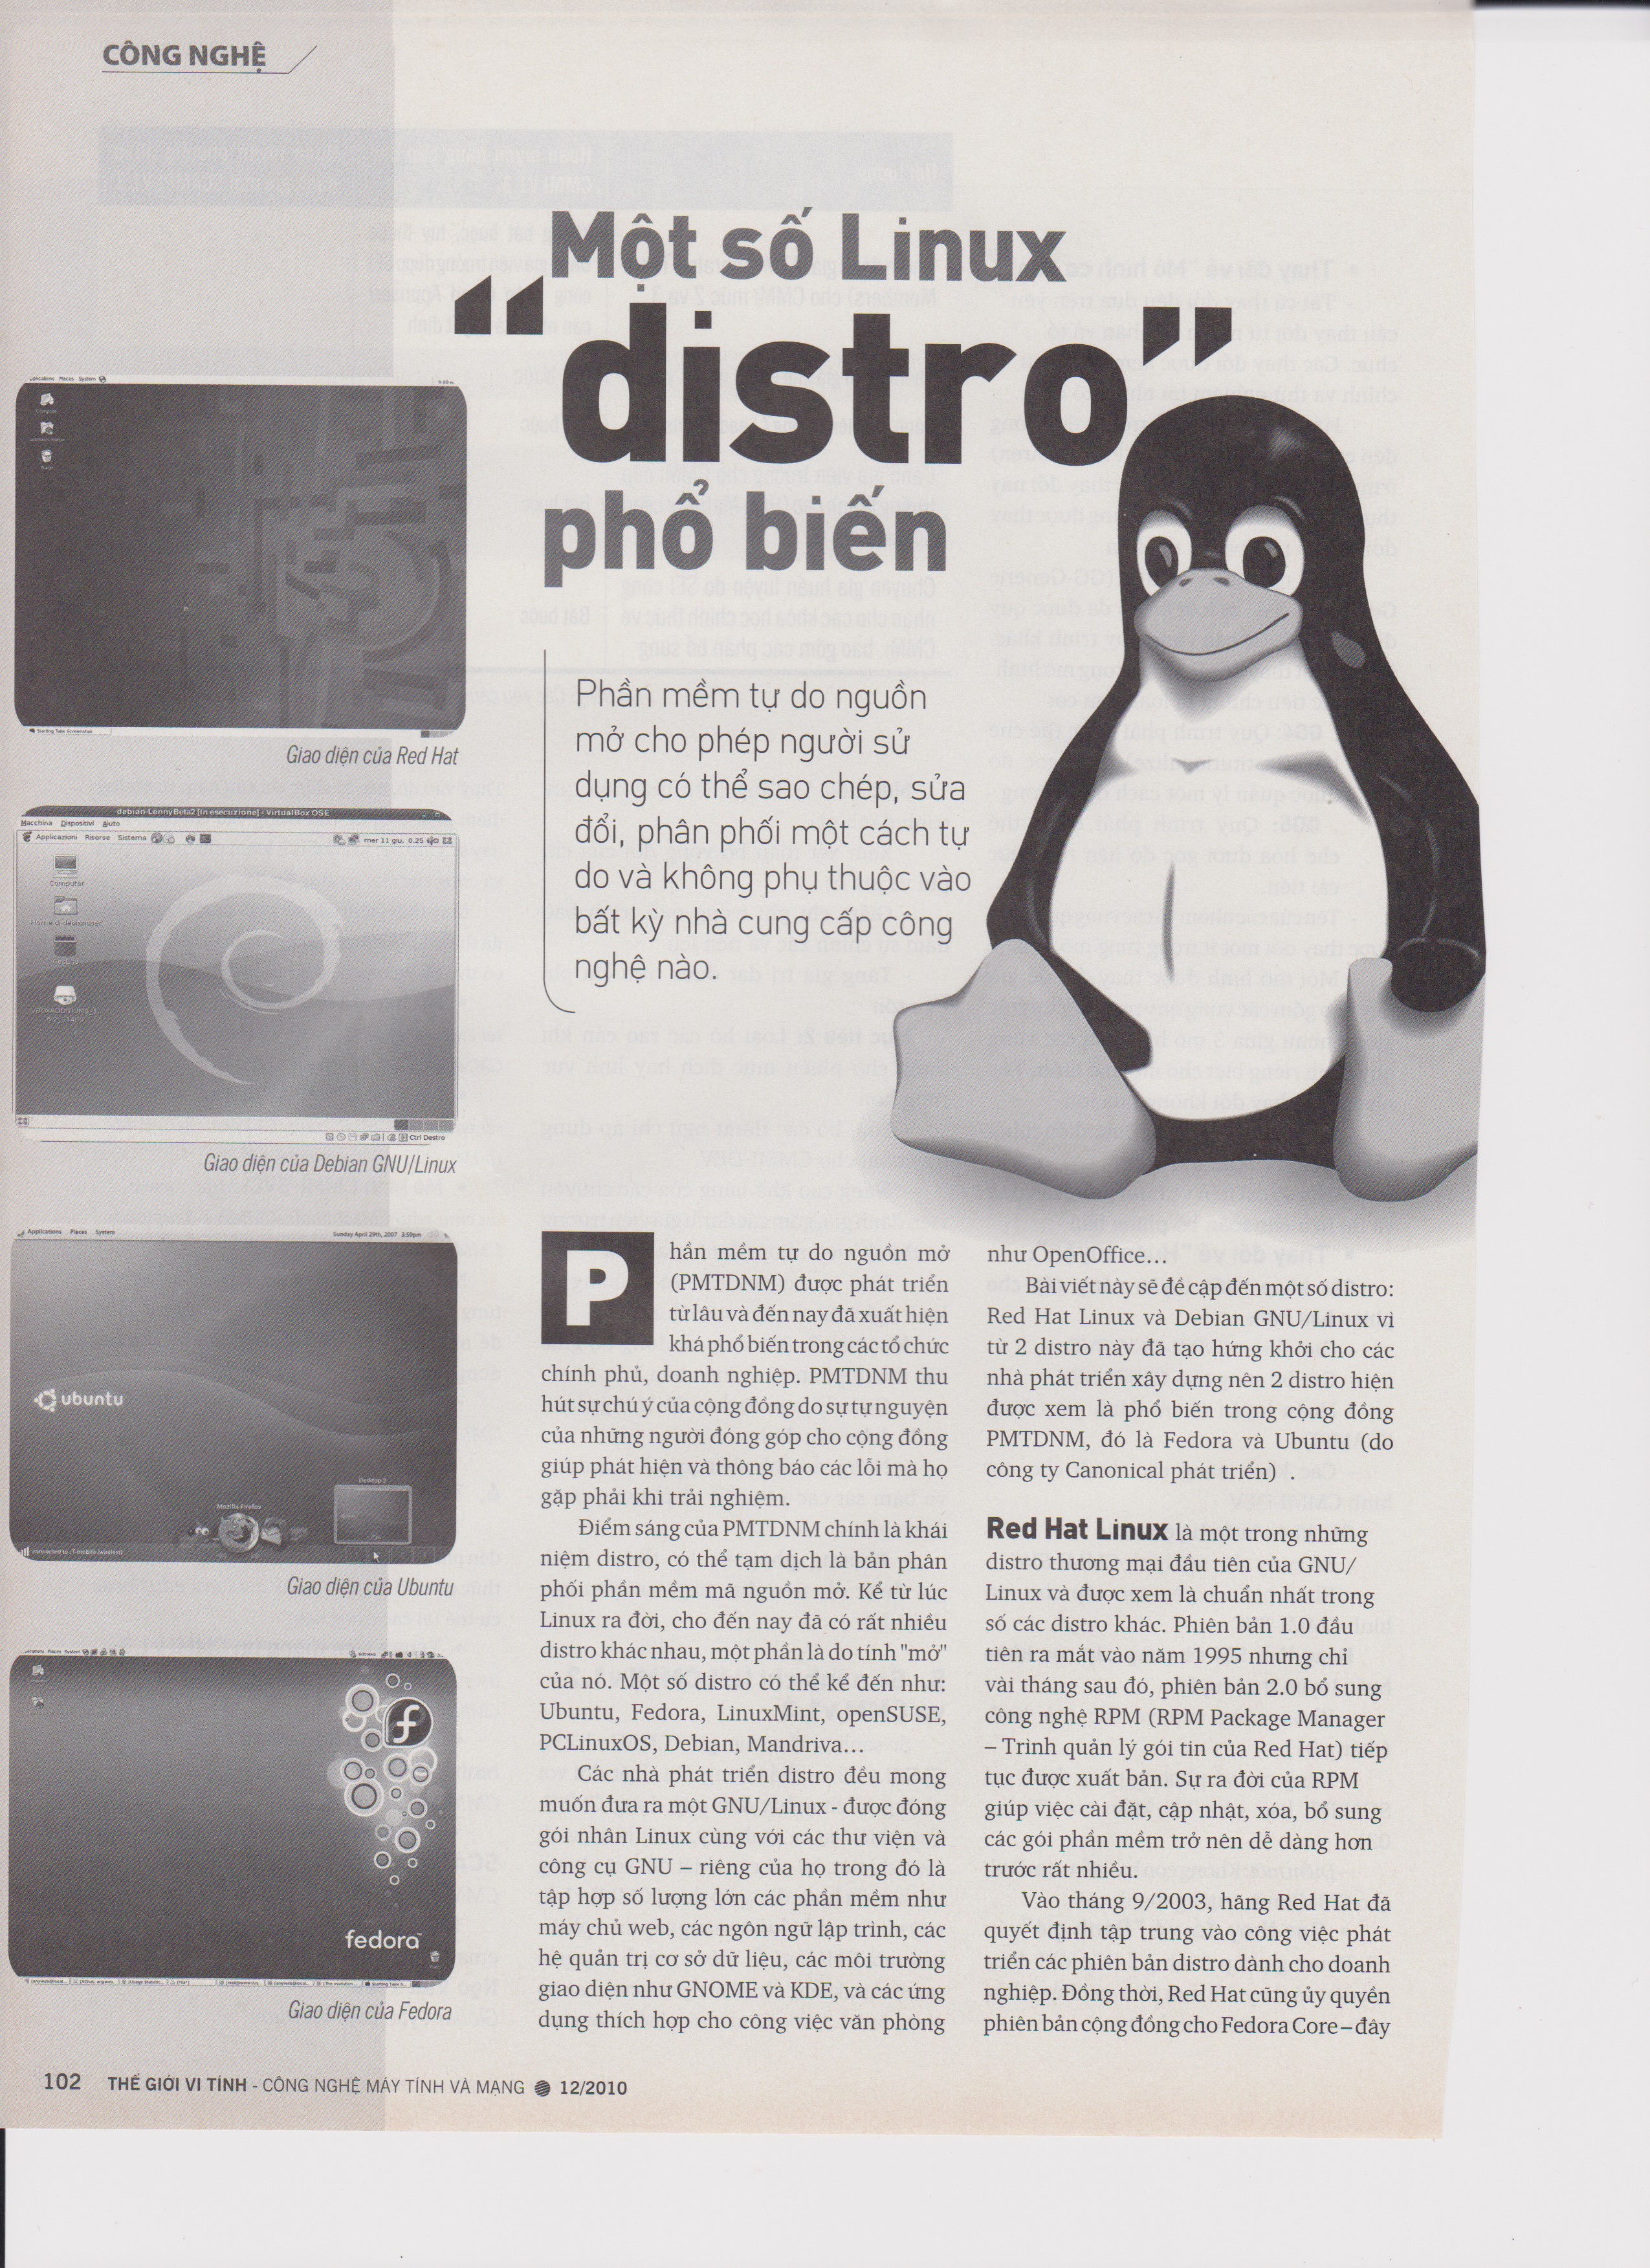 CÔNG NGHỆ
Một số Linux
“distro”
phổ biến
Phần mềm tự do nguồn
mở cho phép người sử
dụng có thể sao chép, sửa
đổi, phân phối một cách tự
do và không phụ thuộc vào
bất kỳ nhà cung cấp công
nghệ nào.
Places System
Giao diện của Red Hat
debian-LennyBeta2 [In esecuzione] - VirtualBox OSE
Macchina Dispositivi Aiuto
Applicazioni Risorse Sistema
mer 11 giu, 0.25
Computer
Ctrl Destro
Giao diện của Debian GNU/Linux
Applications Places System
Sunday April 29th, 2007 3:59pm
ubuntu
Desktop 2
Mozilla Firefox
Giao diện của Ubuntu
fedora
Giao diện của Fedora
Phần mềm tự do nguồn mở
(PMTDNM) được phát triển
từ lâu và đến nay đã xuất hiện
khá phổ biến trong các tổ chức
chính phủ, doanh nghiệp. PMTDNM thu
hút sự chú ý của cộng đồng do sự tự nguyện
của những người đóng góp cho cộng đồng
giúp phát hiện và thông báo các lỗi mà họ
gặp phải khi trải nghiệm.
Điểm sáng của PMTDNM chính là khái
niệm distro, có thể tạm dịch là bản phân
phối phần mềm mã nguồn mở. Kể từ lúc
Linux ra đời, cho đến nay đã có rất nhiều
distro khác nhau, một phần là do tính "mở"
của nó. Một số distro có thể kể đến như:
Ubuntu, Fedora, LinuxMint, openSUSE,
PCLinuxOS, Debian, Mandriva...
Các nhà phát triển distro đều mong
muốn đưa ra một GNU/Linux - được đóng
gói nhân Linux cùng với các thư viện và
công cụ GNU – riêng của họ trong đó là
tập hợp số lượng lớn các phần mềm như
máy chủ web, các ngôn ngữ lập trình, các
hệ quản trị cơ sở dữ liệu, các môi trường
giao diện như GNOME và KDE, và các ứng
dụng thích hợp cho công việc văn phòng
như OpenOffice...
Bài viết này sẽ đề cập đến một số distro:
Red Hat Linux và Debian GNU/Linux vì
từ 2 distro này đã tạo hứng khởi cho các
nhà phát triển xây dựng nên 2 distro hiện
được xem là phổ biến trong cộng đồng
PMTDNM, đó là Fedora và Ubuntu (do
công ty Canonical phát triển) .
Red Hat Linux là một trong những
distro thương mại đầu tiên của GNU/
Linux và được xem là chuẩn nhất trong
số các distro khác. Phiên bản 1.0 đầu
tiên ra mắt vào năm 1995 nhưng chỉ
vài tháng sau đó, phiên bản 2.0 bổ sung
công nghệ RPM (RPM Package Manager
– Trình quản lý gói tin của Red Hat) tiếp
tục được xuất bản. Sự ra đời của RPM
giúp việc cài đặt, cập nhật, xóa, bổ sung
các gói phần mềm trở nên dễ dàng hơn
trước rất nhiều.
Vào tháng 9/2003, hãng Red Hat đã
quyết định tập trung vào công việc phát
triển các phiên bản distro dành cho doanh
nghiệp. Đồng thời, Red Hat cũng ủy quyền
phiên bản cộng đồng cho Fedora Core – đây
102 THẾ GIỚI VI TÍNH - CÔNG NGHỆ MÁY TÍNH VÀ MẠNG 12/2010